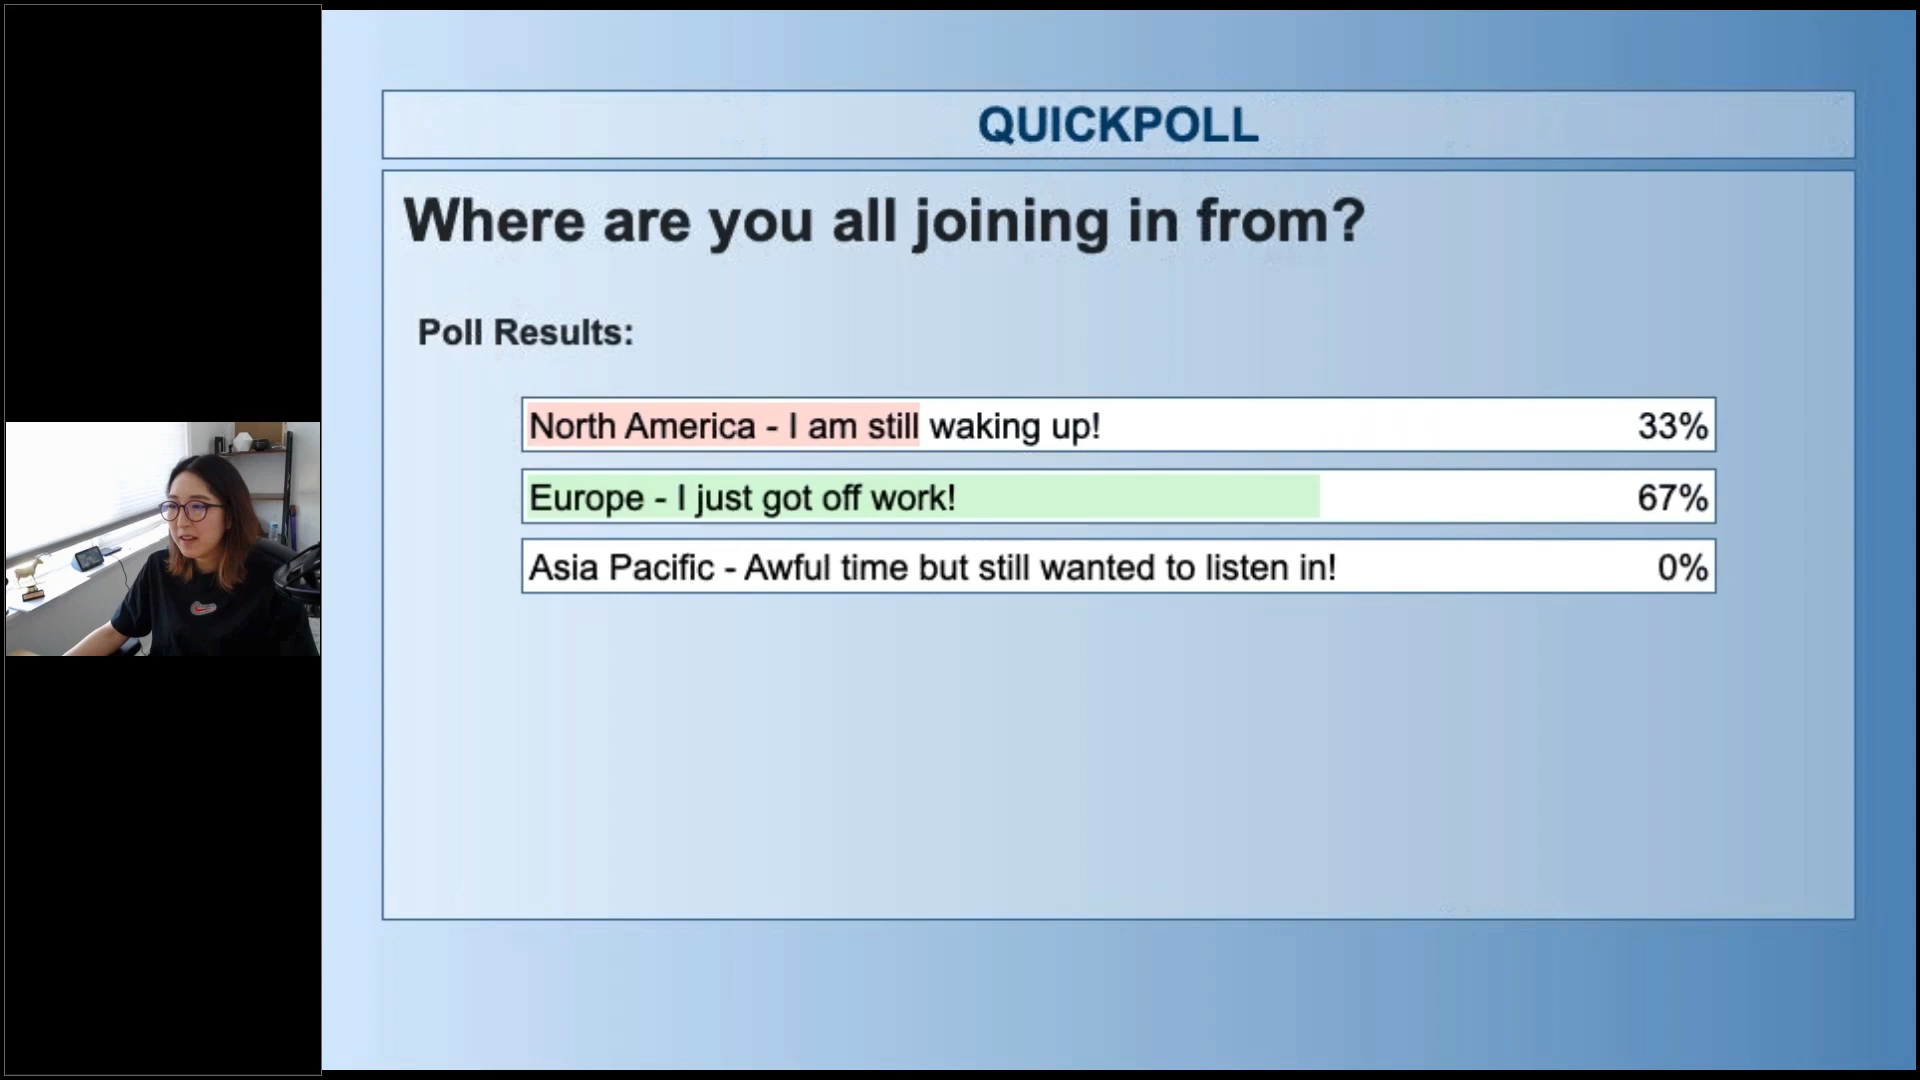 QUICKPOLL
Where are you all joining in from?
Poll Results:
North America - I am still waking up! 33%
Europe - I just got off work! 67%
Asia Pacific - Awful time but still wanted to listen in! 0%